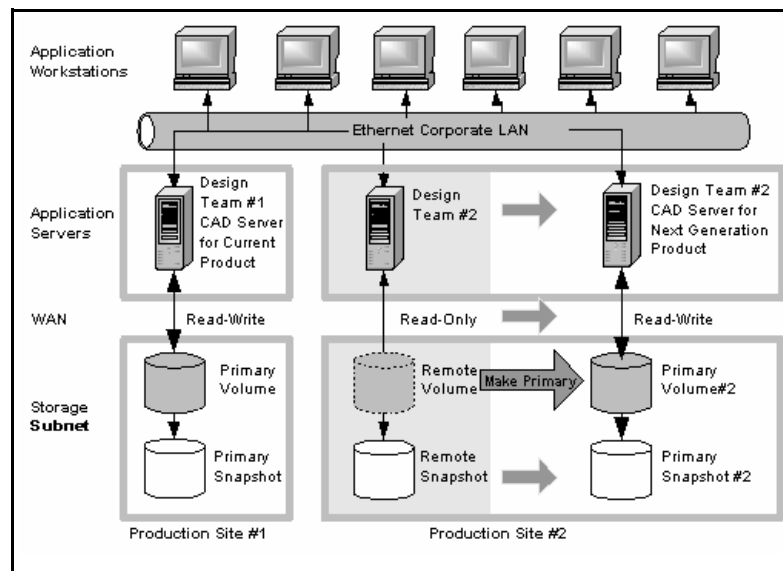 Application
Workstations
Ethernet Corporate LAN
Application
Servers
Design
Team #1
CAD Server
for Current
Product
Design
Team #2
Design Team #2
CAD Server for
Next Generation
Product
WAN
Read-Write
Read-Only
Read-Write
Storage
Subnet
Primary
Volume
Remote
Volume
Make Primary
Primary
Volume#2
Primary
Snapshot
Remote
Snapshot
Primary
Snapshot #2
Production Site #1
Production Site #2